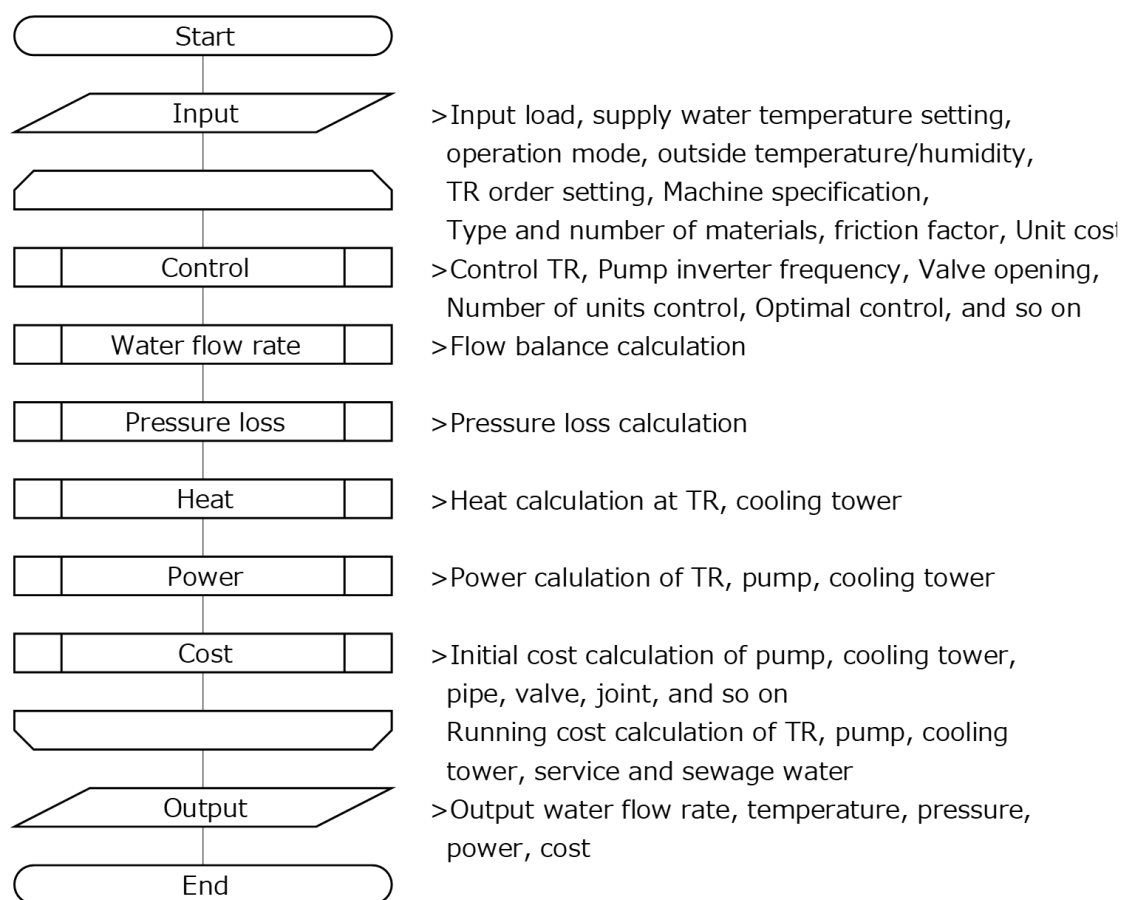 Start
Input
>Input load, supply water temperature setting,
operation mode, outside temperature/humidity,
TR order setting, Machine specification,
Type and number of materials, friction factor, Unit cost
Control
>Control TR, Pump inverter frequency, Valve opening,
Number of units control, Optimal control, and so on
Water flow rate
>Flow balance calculation
Pressure loss
>Pressure loss calculation
Heat
>Heat calculation at TR, cooling tower
Power
>Power calulation of TR, pump, cooling tower
Cost
>Initial cost calculation of pump, cooling tower,
pipe, valve, joint, and so on
Running cost calculation of TR, pump, cooling
tower, service and sewage water
Output
>Output water flow rate, temperature, pressure,
power, cost
End